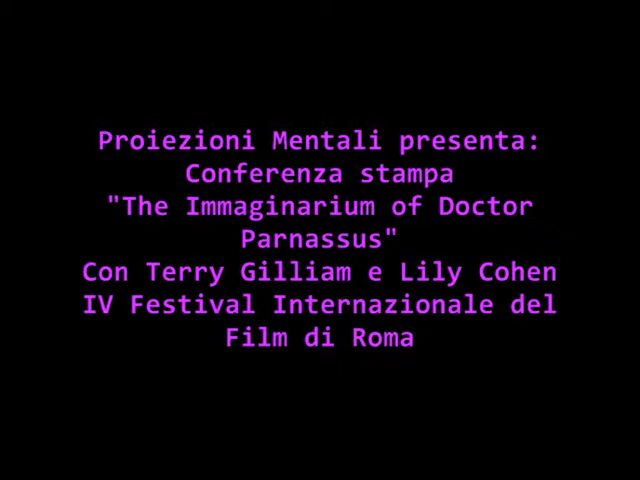 Proiezioni Mentali presenta:
Conferenza stampa
"The Immaginarium of Doctor
Parnassus"
Con Terry Gilliam e Lily Cohen
IV Festival Internazionale del
Film di Roma